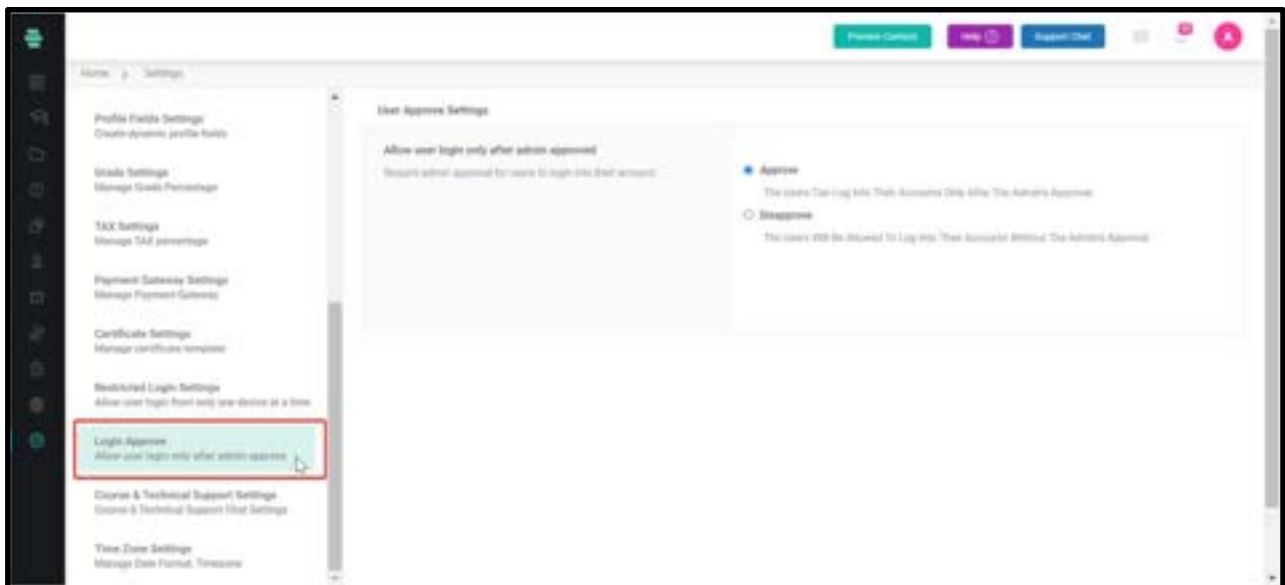 Preview Content
Help
Support Chat
Home
Settings
Profile Fields Settings
Create dynamic profile fields
Grade Settings
Manage Grade Percentage
TAX Settings
Manage TAX percentage
Payment Gateway Settings
Manage Payment Gateway
Certificate Settings
Manage certificate template
Restricted Login Settings
Allow user login from only one device at a time
Login Approve
Allow user login only after admin approve
Course & Technical Support Settings
Course & Technical Support Chat Settings
Time Zone Settings
Manage Date Format, Timezone
User Approve Settings
Allow user login only after admin approved
Require admin approval for users to login into their account.
Approve
The Users Can Log Into Their Accounts Only After The Admin's Approval.
Disapprove
The Users Will Be Allowed To Log Into Their Accounts Without The Admin's Approval.